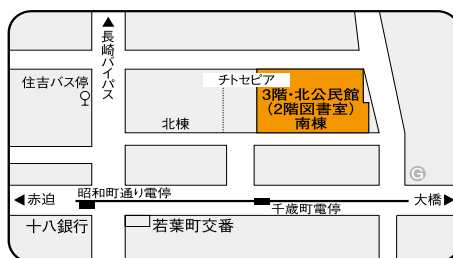 ▲長崎バイパス
住吉バス停
チトセピア
3階・北公民館
(2階図書室)
南棟
北棟
G
◀赤迫
昭和町通り電停
千歳町電停
大橋▶
十八銀行
若葉町交番